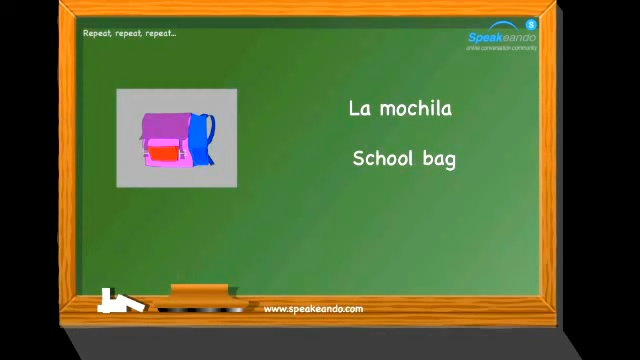 Repeat, repeat, repeat...
S
Speakeando
online conversation community
La mochila
School bag
www.speakeando.com